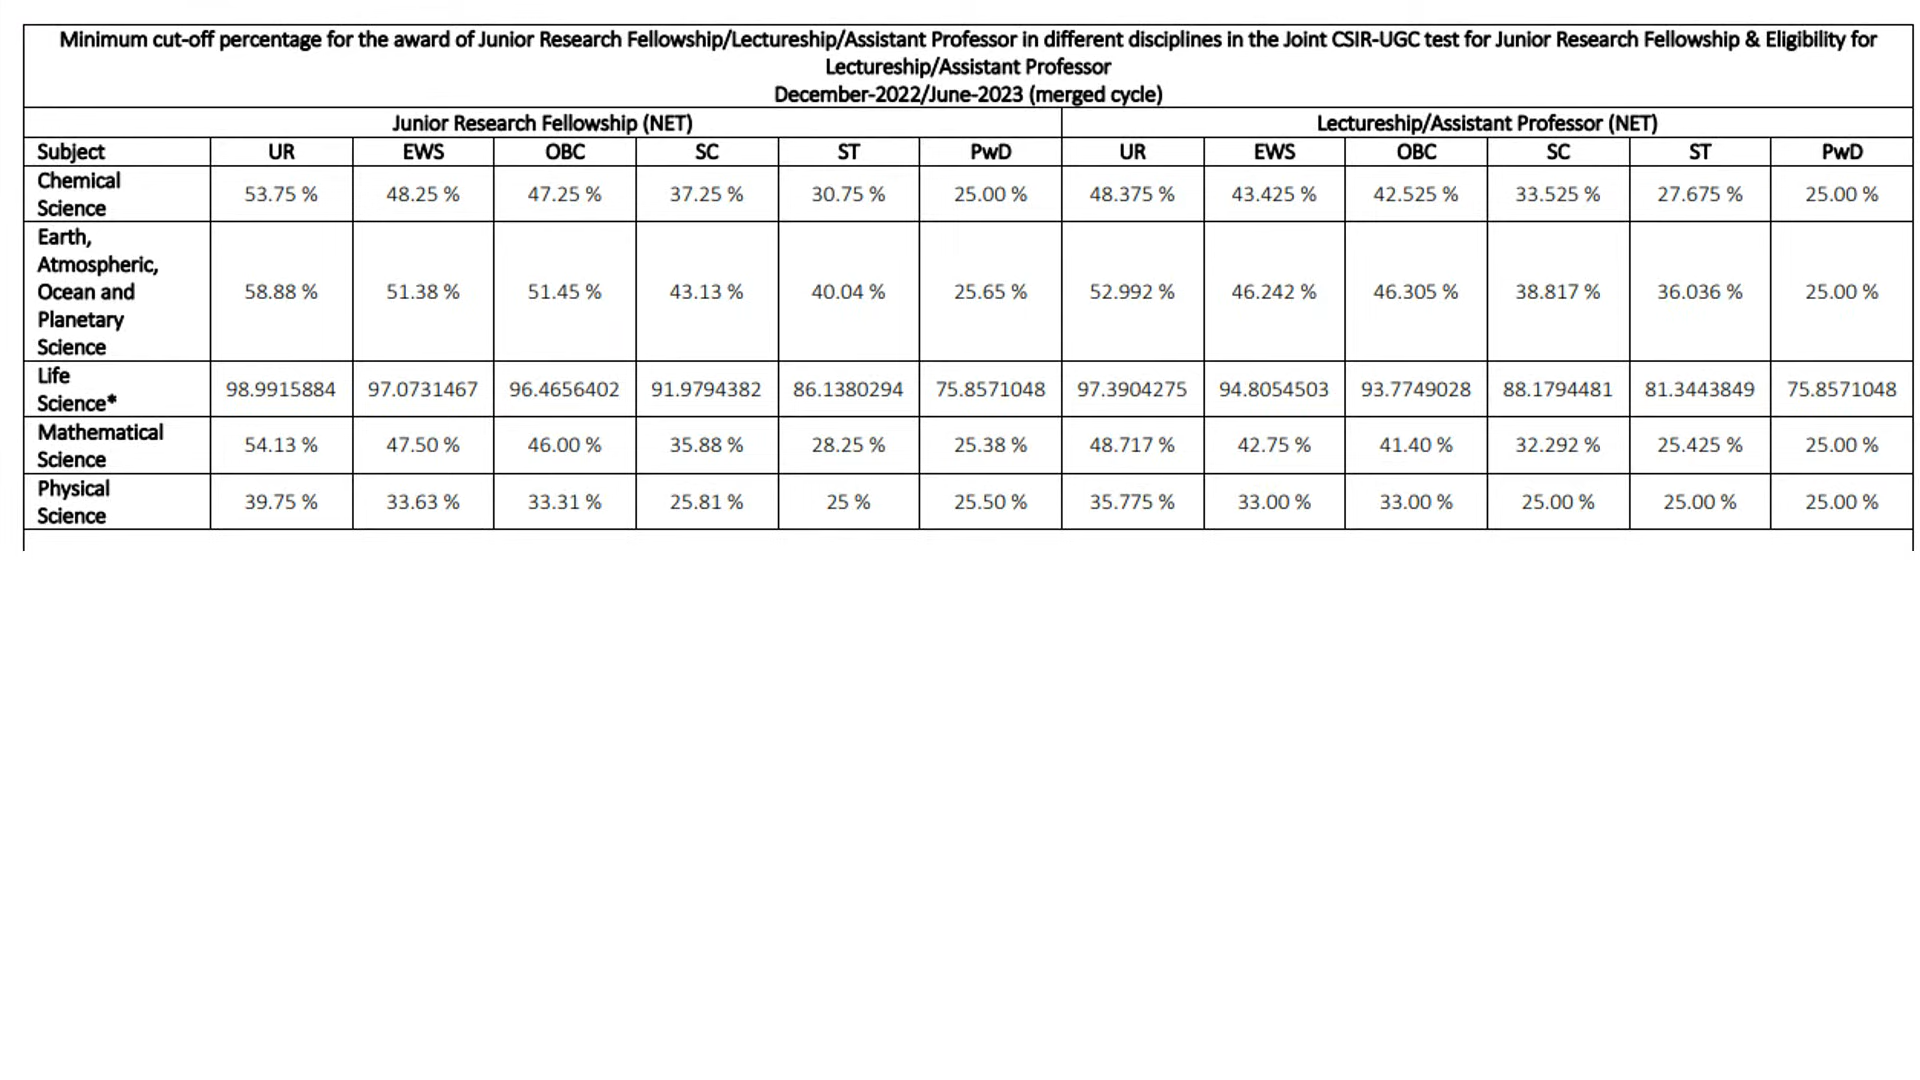 Minimum cut-off percentage for the award of Junior Research Fellowship/Lectureship/Assistant Professor in different disciplines in the Joint CSIR-UGC test for Junior Research Fellowship & Eligibility for
Lectureship/Assistant Professor
December-2022/June-2023 (merged cycle)
Junior Research Fellowship (NET) Lectureship/Assistant Professor (NET)
Subject UR EWS OBC SC ST PwD UR EWS OBC SC ST PwD
Chemical
Science 53.75 % 48.25 % 47.25 % 37.25 % 30.75 % 25.00 % 48.375 % 43.425 % 42.525 % 33.525 % 27.675 % 25.00 %
Earth,
Atmospheric,
Ocean and 58.88 % 51.38 % 51.45 % 43.13 % 40.04 % 25.65 % 52.992 % 46.242 % 46.305 % 38.817 % 36.036 % 25.00 %
Planetary
Science
Life
Science* 98.9915884 97.0731467 96.4656402 91.9794382 86.1380294 75.8571048 97.3904275 94.8054503 93.7749028 88.1794481 81.3443849 75.8571048
Mathematical
Science 54.13 % 47.50 % 46.00 % 35.88 % 28.25 % 25.38 % 48.717 % 42.75 % 41.40 % 32.292 % 25.425 % 25.00 %
Physical
Science 39.75 % 33.63 % 33.31 % 25.81 % 25 % 25.50 % 35.775 % 33.00 % 33.00 % 25.00 % 25.00 % 25.00 %